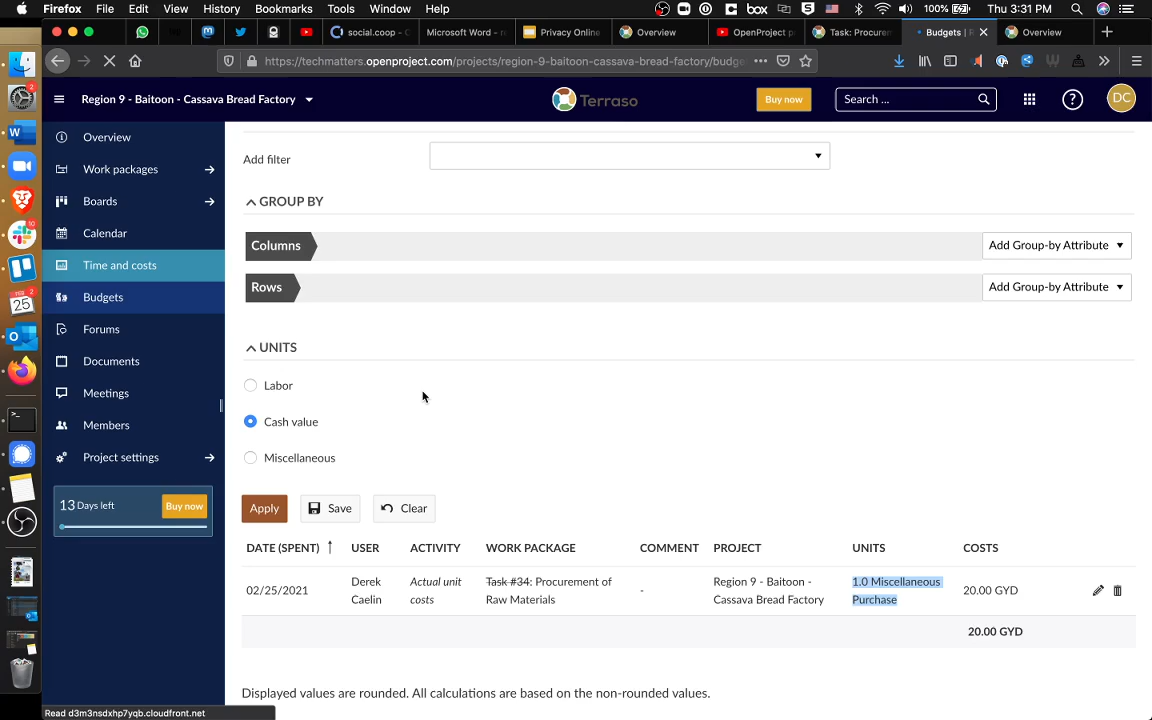 Firefox File Edit View History Bookmarks Tools Window Help box 100% Thu 3:31 PM
social.coop - C Microsoft Word - re Privacy Online Overview OpenProject p Task: Procurem Budgets | R Overview
https://techmatters.openproject.com/projects/region-9-baitoon-cassava-bread-factory/budge
Region 9 - Baitoon - Cassava Bread Factory
Terraso
Buy now
Search ...
DC
Overview
Work packages
Boards
Calendar
Time and costs
Budgets
Forums
Documents
Meetings
Members
Project settings
13 Days left
Buy now
Add filter
GROUP BY
Columns
Add Group-by Attribute
Rows
Add Group-by Attribute
UNITS
Labor
Cash value
Miscellaneous
Apply
Save
Clear
DATE (SPENT) USER ACTIVITY WORK PACKAGE COMMENT PROJECT UNITS COSTS
02/25/2021 Derek Caelin Actual unit costs Task #34: Procurement of Raw Materials - Region 9 - Baitoon - Cassava Bread Factory 1.0 Miscellaneous Purchase 20.00 GYD
20.00 GYD
Displayed values are rounded. All calculations are based on the non-rounded values.
Read d3m3nsdxhp7yqb.cloudfront.net